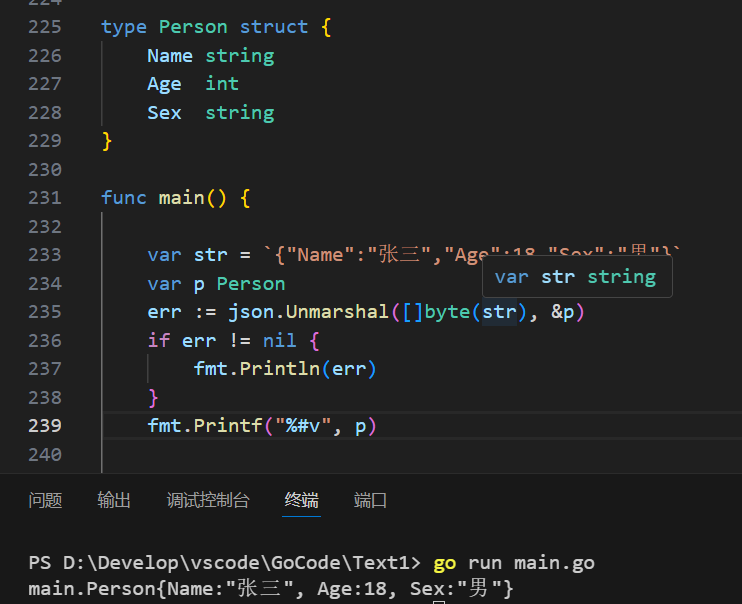 224
225 type Person struct {
226 Name string
227 Age int
228 Sex string
229 }
230
231 func main() {
232
233 var str = `{"Name":"张三","Age":18,"Sex":"男"}`
234 var p Person
var str string
235 err := json.Unmarshal([]byte(str), &p)
236 if err != nil {
237 fmt.Println(err)
238 }
239 fmt.Printf("%#v", p)
240
问题 输出 调试控制台 终端 端口
PS D:\Develop\vscode\GoCode\Text1> go run main.go
main.Person{Name:"张三", Age:18, Sex:"男"}